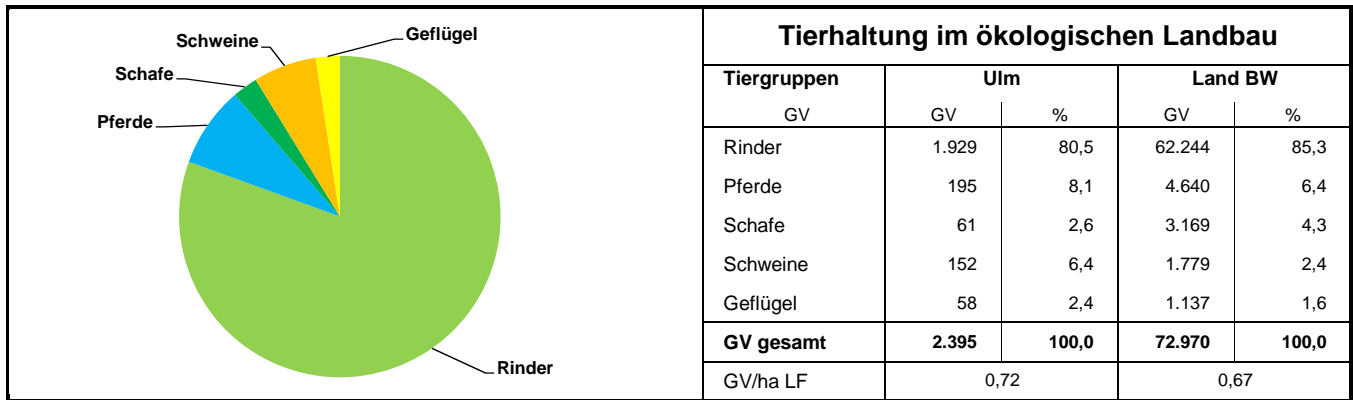 Geflügel
Schweine
Schafe
Pferde
Rinder
Tierhaltung im ökologischen Landbau
Tiergruppen Ulm Land BW
GV GV % GV %
Rinder 1.929 80,5 62.244 85,3
Pferde 195 8,1 4.640 6,4
Schafe 61 2,6 3.169 4,3
Schweine 152 6,4 1.779 2,4
Geflügel 58 2,4 1.137 1,6
GV gesamt 2.395 100,0 72.970 100,0
GV/ha LF 0,72 0,67